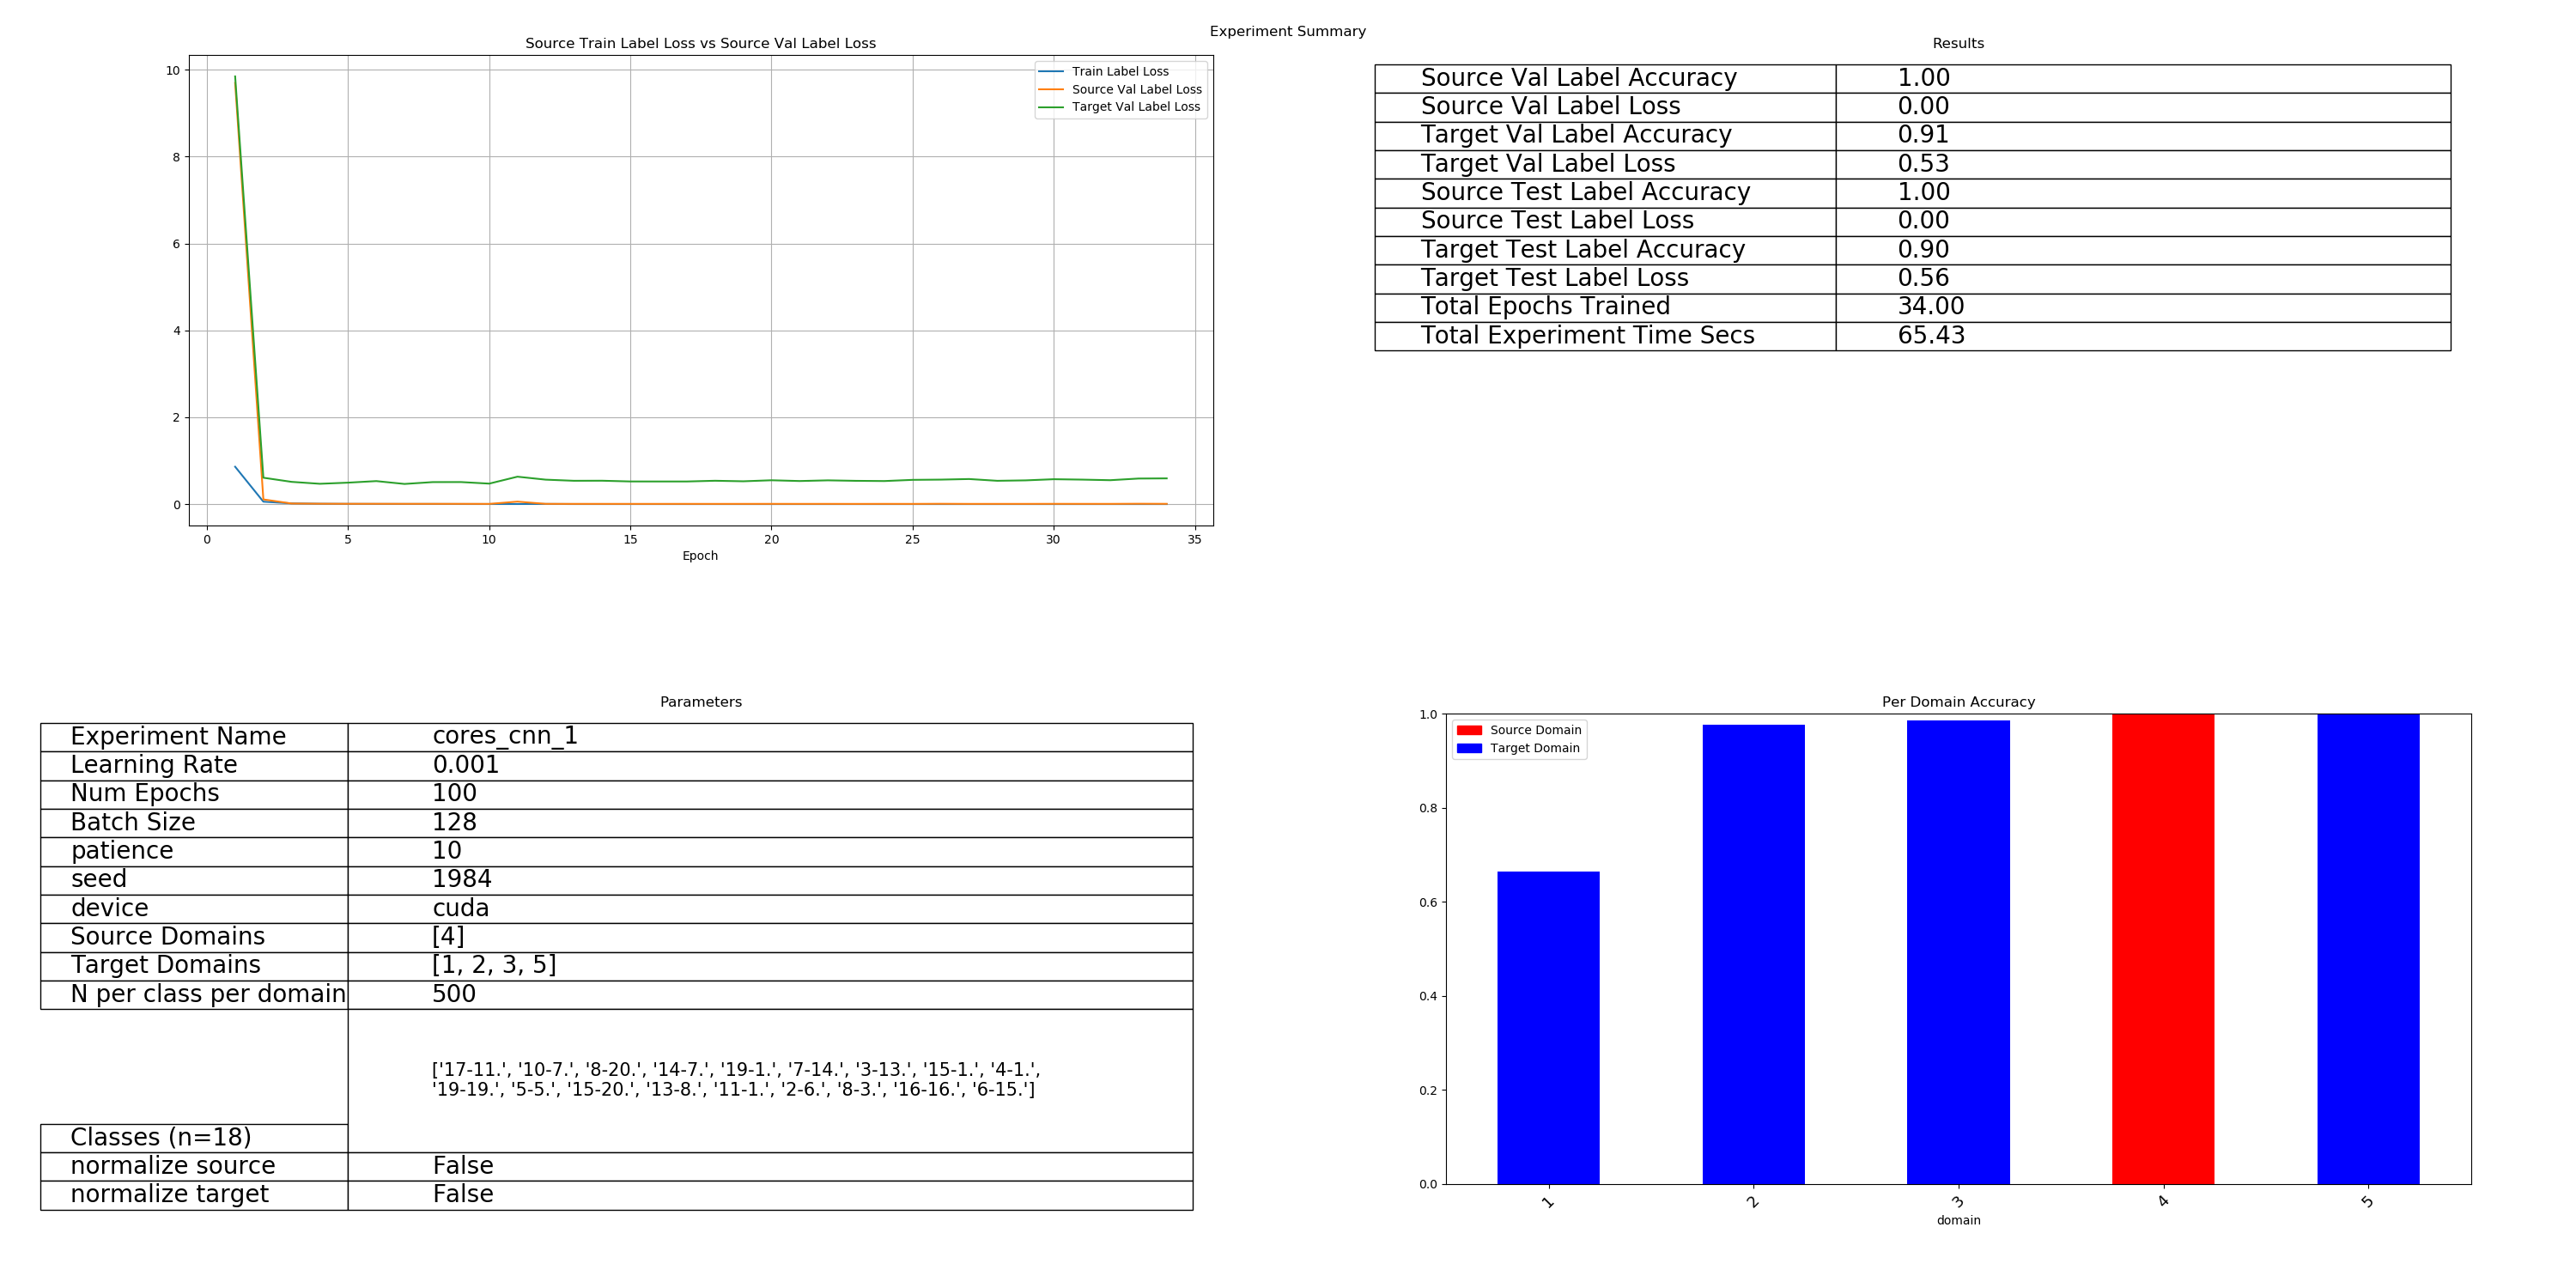 Experiment Summary
Source Train Label Loss vs Source Val Label Loss
Train Label Loss
Source Val Label Loss
Target Val Label Loss
10
8
6
4
2
0
0 5 10 15 20 25 30 35
Epoch
Results
Source Val Label Accuracy 1.00
Source Val Label Loss 0.00
Target Val Label Accuracy 0.91
Target Val Label Loss 0.53
Source Test Label Accuracy 1.00
Source Test Label Loss 0.00
Target Test Label Accuracy 0.90
Target Test Label Loss 0.56
Total Epochs Trained 34.00
Total Experiment Time Secs 65.43
Parameters
Experiment Name cores_cnn_1
Learning Rate 0.001
Num Epochs 100
Batch Size 128
patience 10
seed 1984
device cuda
Source Domains [4]
Target Domains [1, 2, 3, 5]
N per class per domain 500
['17-11.', '10-7.', '8-20.', '14-7.', '19-1.', '7-14.', '3-13.', '15-1.', '4-1.',
'19-19.', '5-5.', '15-20.', '13-8.', '11-1.', '2-6.', '8-3.', '16-16.', '6-15.']
Classes (n=18)
normalize source False
normalize target False
Per Domain Accuracy
Source Domain
Target Domain
1.0
0.8
0.6
0.4
0.2
0.0
1 2 3 4 5
domain